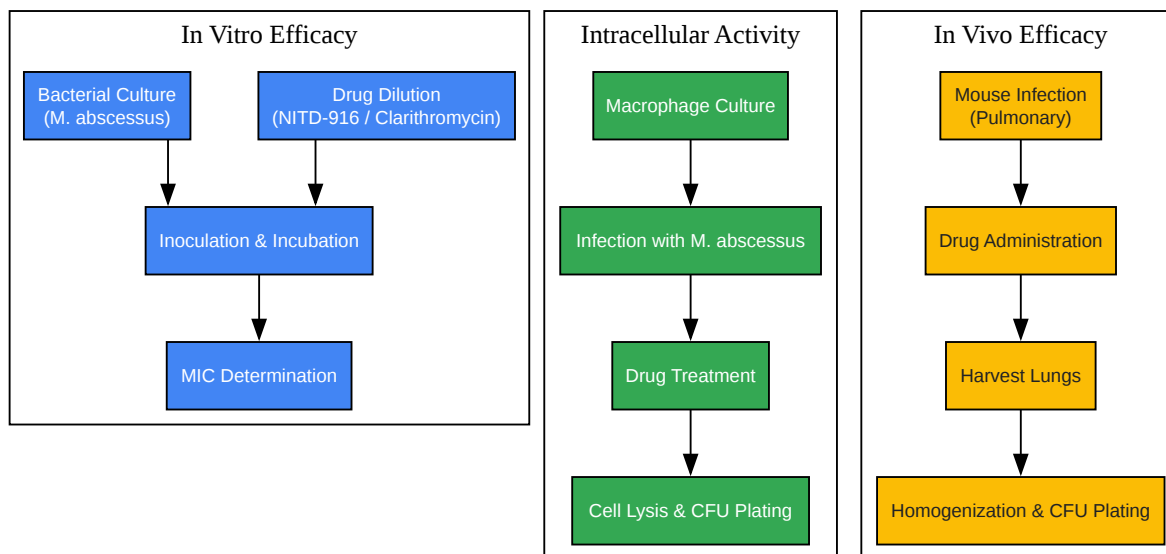 In Vitro Efficacy
Bacterial Culture
(M. abscessus)
Drug Dilution
(NITD-916 / Clarithromycin)
Inoculation & Incubation
MIC Determination
Intracellular Activity
Macrophage Culture
Infection with M. abscessus
Drug Treatment
Cell Lysis & CFU Plating
In Vivo Efficacy
Mouse Infection
(Pulmonary)
Drug Administration
Harvest Lungs
Homogenization & CFU Plating